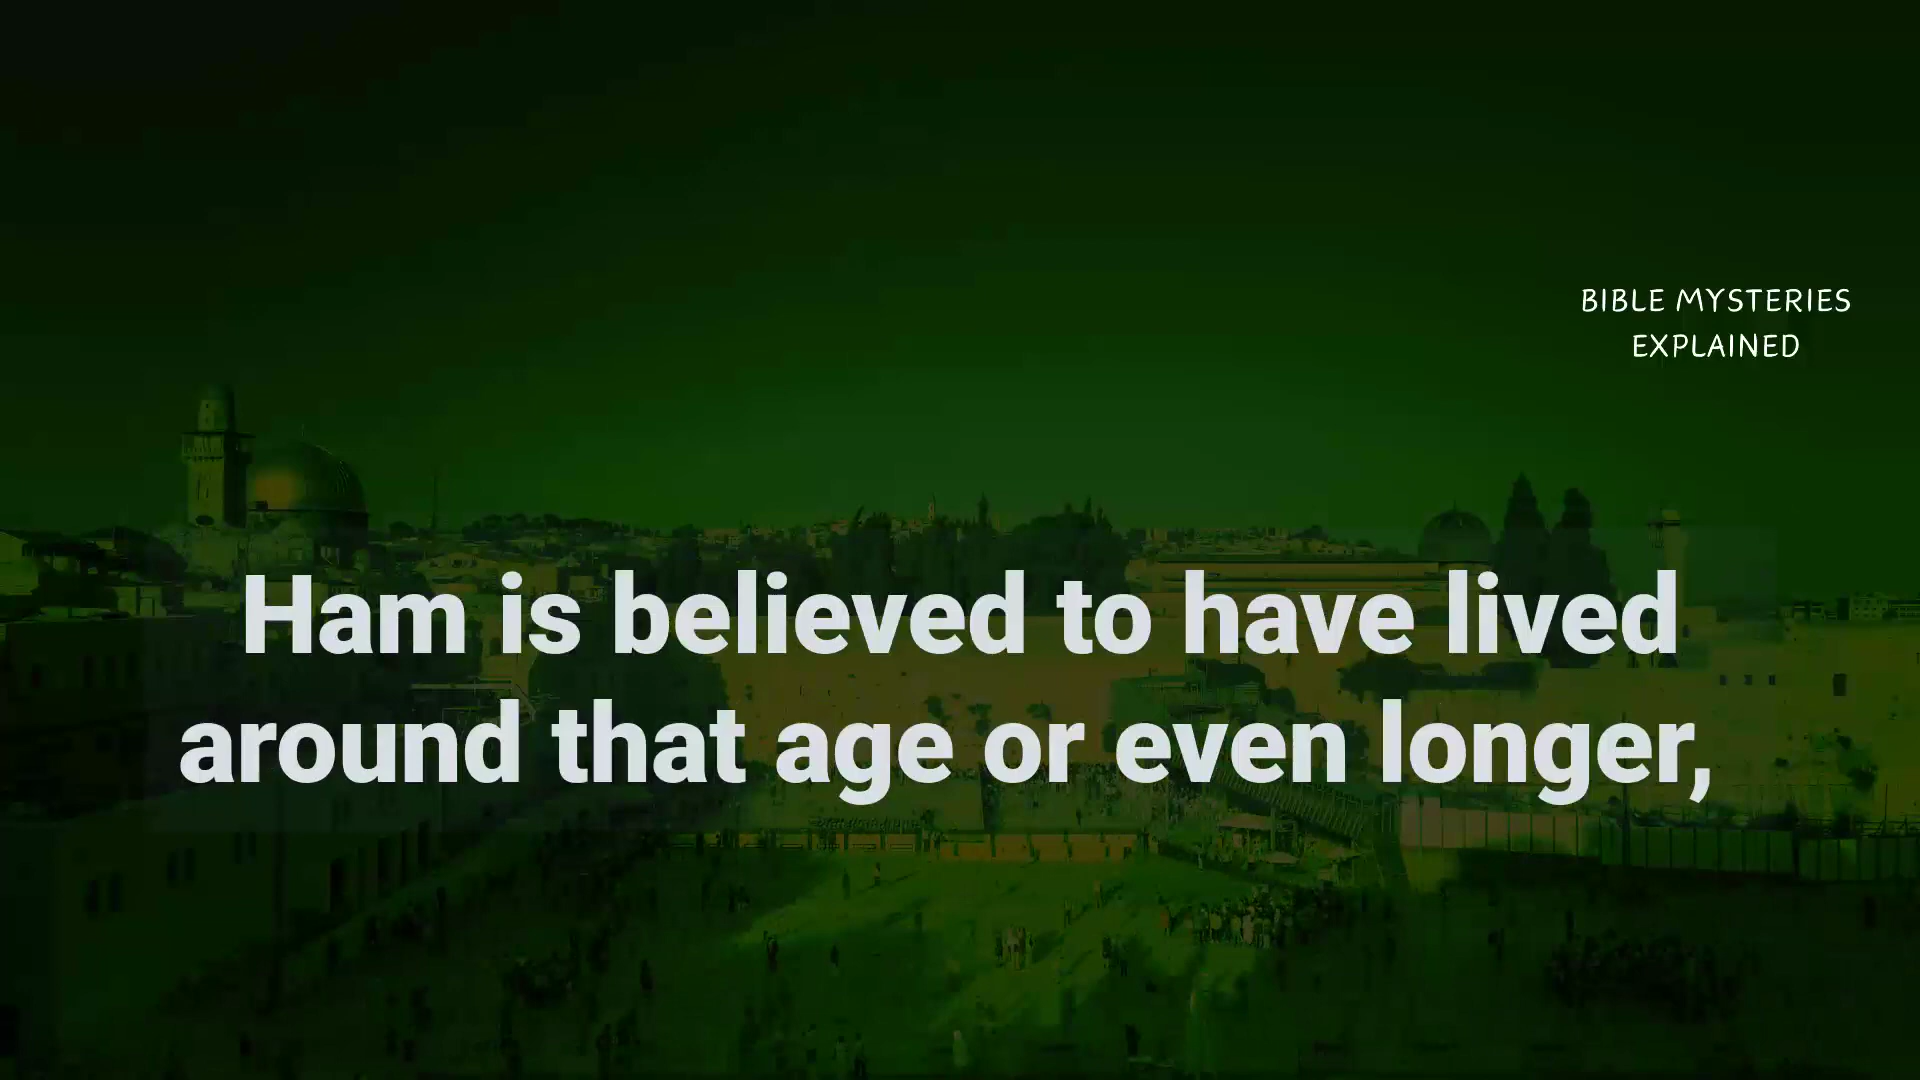 BIBLE MYSTERIES
EXPLAINED
Ham is believed to have lived
around that age or even longer,